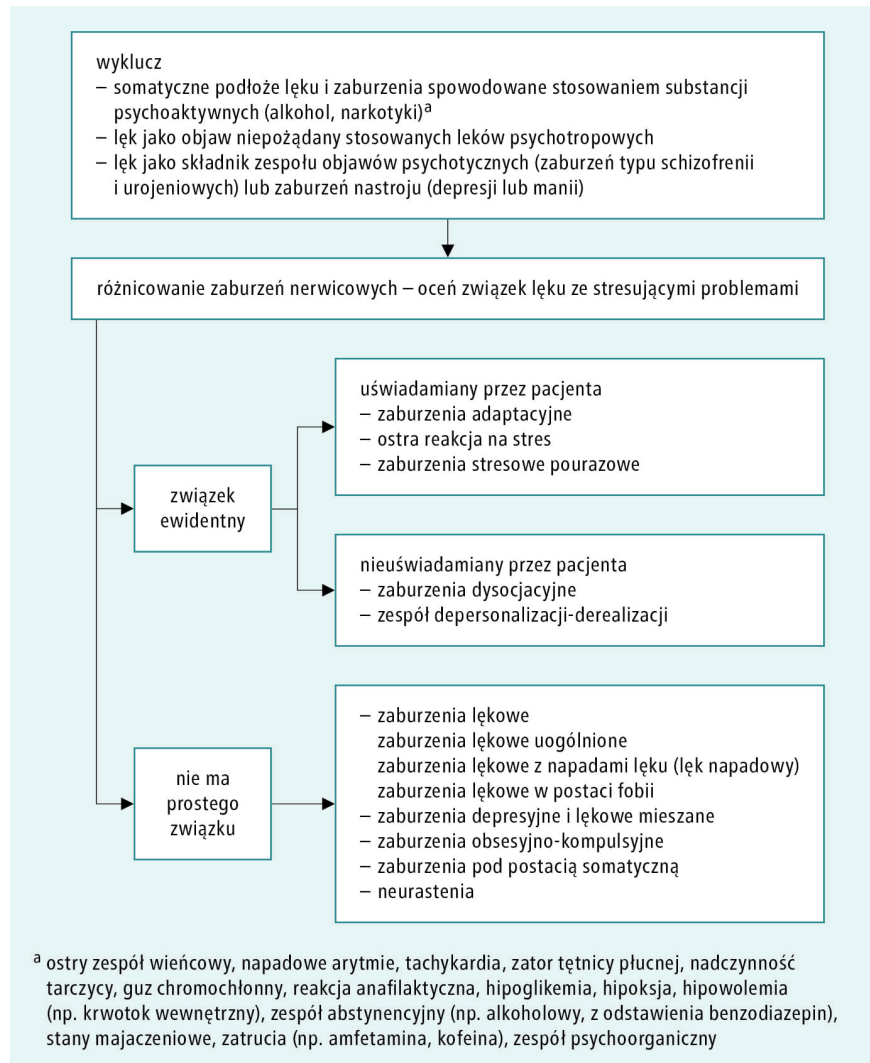 wyklucz
– somatyczne podłoże lęku i zaburzenia spowodowane stosowaniem substancji
psychoaktywnych (alkohol, narkotyki)a
– lęk jako objaw niepożądany stosowanych leków psychotropowych
– lęk jako składnik zespołu objawów psychotycznych (zaburzeń typu schizofrenii
i urojeniowych) lub zaburzeń nastroju (depresji lub manii)
różnicowanie zaburzeń nerwicowych – oceń związek lęku ze stresującymi problemami
związek
ewidentny
uświadamiany przez pacjenta
– zaburzenia adaptacyjne
– ostra reakcja na stres
– zaburzenia stresowe pourazowe
nieuświadamiany przez pacjenta
– zaburzenia dysocjacyjne
– zespół depersonalizacji-derealizacji
nie ma
prostego
związku
– zaburzenia lękowe
zaburzenia lękowe uogólnione
zaburzenia lękowe z napadami lęku (lęk napadowy)
zaburzenia lękowe w postaci fobii
– zaburzenia depresyjne i lękowe mieszane
– zaburzenia obsesyjno-kompulsyjne
– zaburzenia pod postacią somatyczną
– neurastenia
a ostry zespół wieńcowy, napadowe arytmie, tachykardia, zator tętnicy płucnej, nadczynność
tarczycy, guz chromochłonny, reakcja anafilaktyczna, hipoglikemia, hipoksja, hipowolemia
(np. krwotok wewnętrzny), zespół abstynencyjny (np. alkoholowy, z odstawienia benzodiazepin),
stany majaczeniowe, zatrucia (np. amfetamina, kofeina), zespół psychoorganiczny